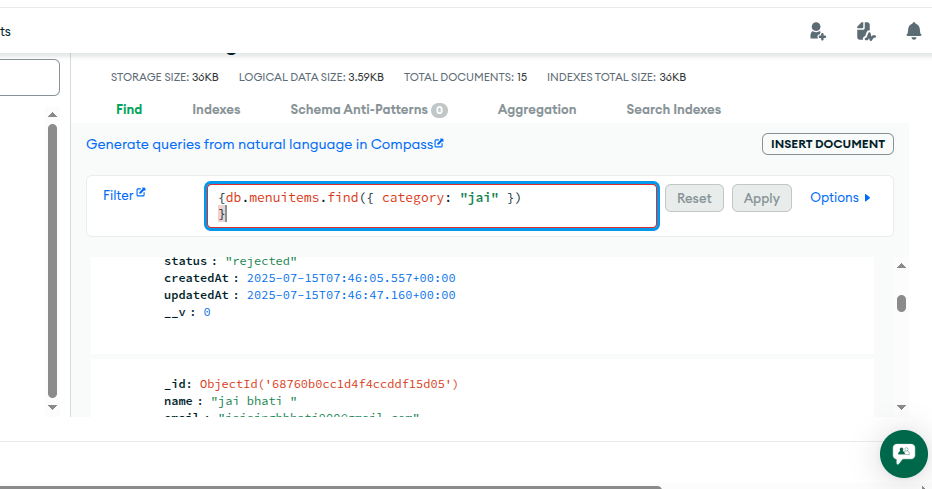 ts
STORAGE SIZE: 36KB LOGICAL DATA SIZE: 3.59KB TOTAL DOCUMENTS: 15 INDEXES TOTAL SIZE: 36KB
Find Indexes Schema Anti-Patterns 0 Aggregation Search Indexes
Generate queries from natural language in Compass
INSERT DOCUMENT
Filter
{db.menuitems.find({ category: "jai" })
}
Reset Apply Options
status : "rejected"
createdAt : 2025-07-15T07:46:05.557+00:00
updatedAt : 2025-07-15T07:46:47.160+00:00
__v : 0
_id: ObjectId('68760b0cc1d4f4ccddf15d05')
name : "jai bhati "